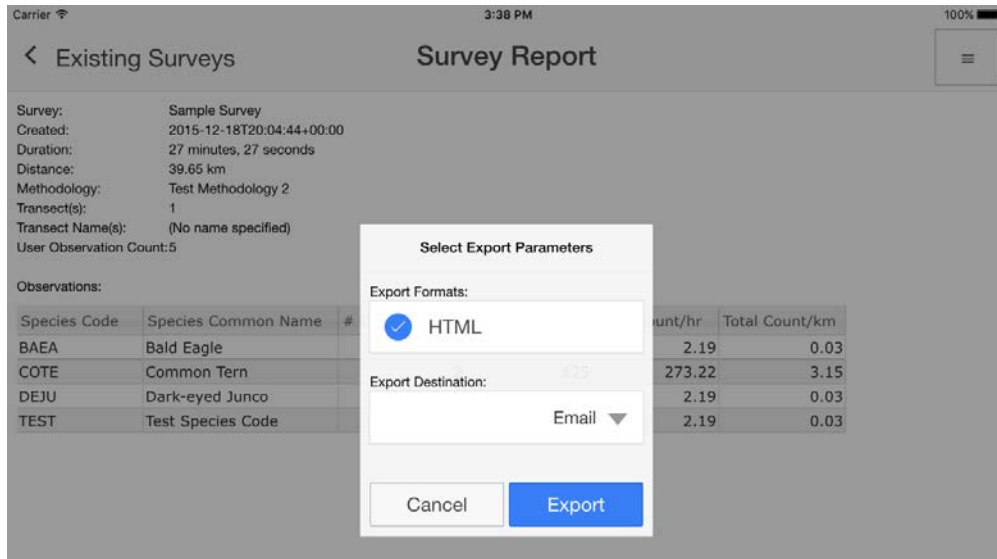 Carrier 3:38 PM 100%
Existing Surveys Survey Report
Survey: Sample Survey
Created: 2015-12-18T20:04:44+00:00
Duration: 27 minutes, 27 seconds
Distance: 39.65 km
Methodology: Test Methodology 2
Transect(s): 1
Transect Name(s): (No name specified)
User Observation Count:5
Observations:
Species Code Species Common Name # unt/hr Total Count/km
BAEA Bald Eagle 2.19 0.03
COTE Common Tern 273.22 3.15
DEJU Dark-eyed Junco 2.19 0.03
TEST Test Species Code 2.19 0.03
Select Export Parameters
Export Formats:
HTML
Export Destination:
Email
Cancel Export